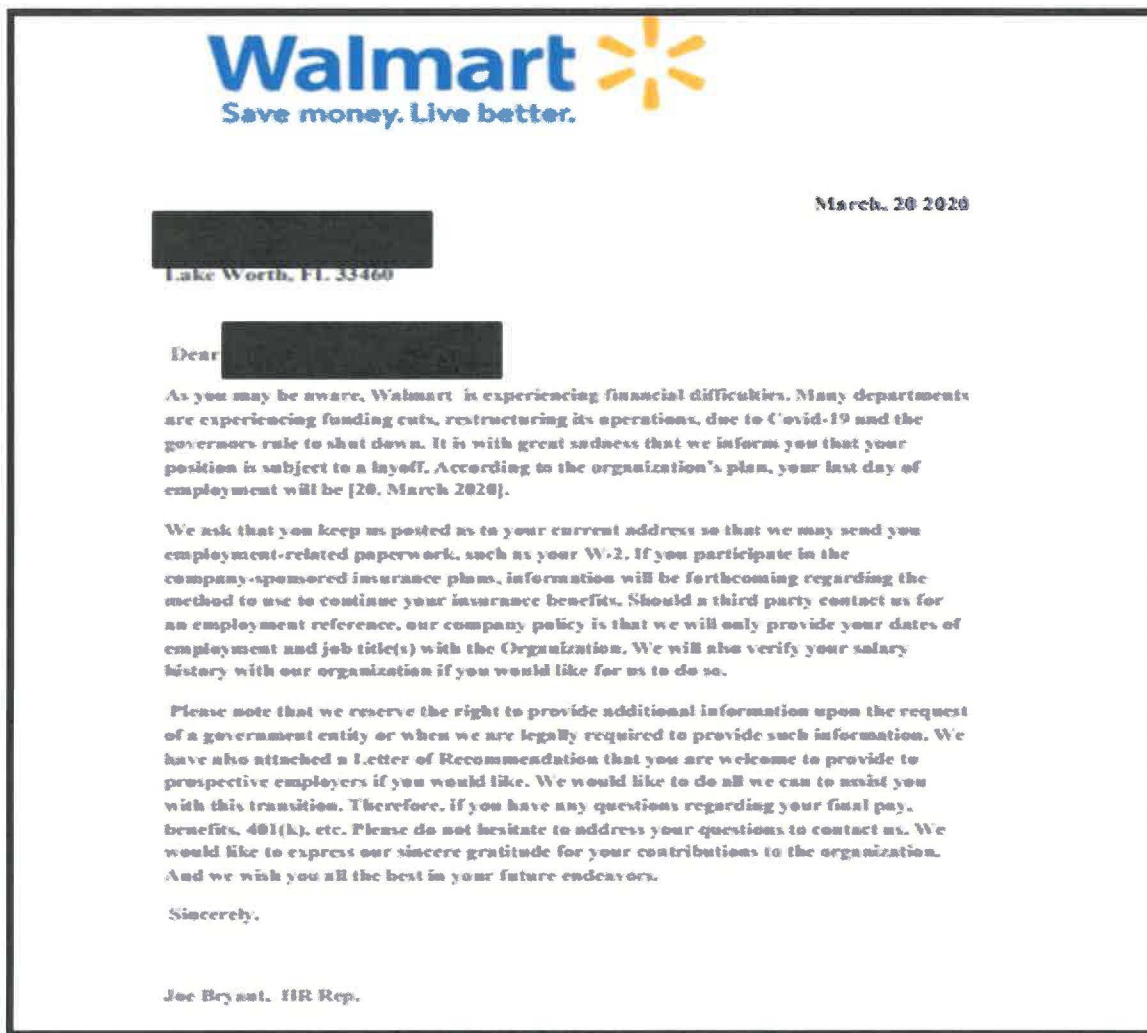 Walmart
Save money. Live better.
March. 20 2020
Lake Worth, FL 33460
Dear
As you may be aware, Walmart is experiencing financial difficulties. Many departments
are experiencing funding cuts, restructuring its operations, due to Covid-19 and the
governors rule to shut down. It is with great sadness that we inform you that your
position is subject to a layoff. According to the organization's plan, your last day of
employment will be [20, March 2020].
We ask that you keep us posted as to your current address so that we may send you
employment-related paperwork, such as your W-2. If you participate in the
company-sponsored insurance plans, information will be forthcoming regarding the
method to use to continue your insurance benefits. Should a third party contact us for
an employment reference, our company policy is that we will only provide your dates of
employment and job title(s) with the Organization. We will also verify your salary
history with our organization if you would like for us to do so.
Please note that we reserve the right to provide additional information upon the request
of a government entity or when we are legally required to provide such information. We
have also attached a Letter of Recommendation that you are welcome to provide to
prospective employers if you would like. We would like to do all we can to assist you
with this transition. Therefore, if you have any questions regarding your final pay,
benefits, 401(k), etc. Please do not hesitate to address your questions to contact us. We
would like to express our sincere gratitude for your contributions to the organization.
And we wish you all the best in your future endeavors.
Sincerely,
Joe Bryant, HR Rep.